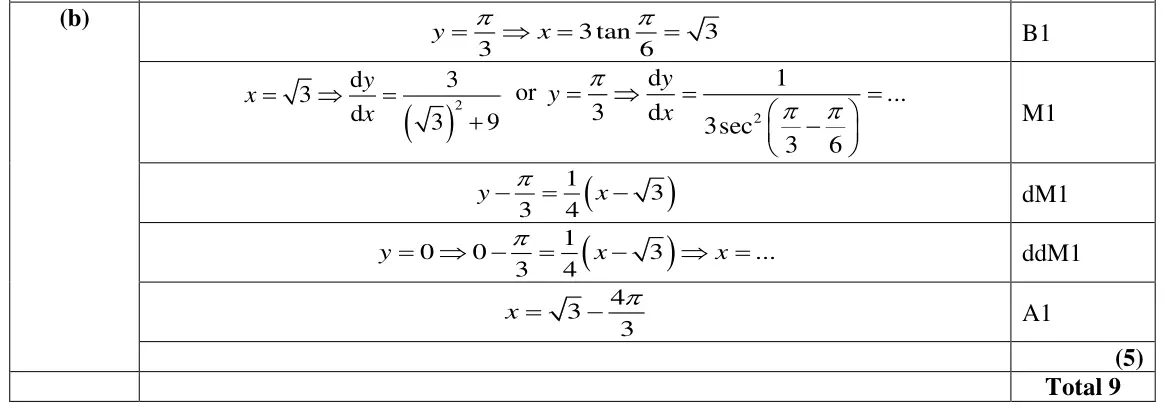 (b) y = π/3 ⇒ x = 3 tan π/6 = √3 B1
x = √3 ⇒ dy/dx = 3/((√3)² + 9) or y = π/3 ⇒ dy/dx = 1/(3sec²(π/3 − π/6)) = ... M1
y − π/3 = 1/4 (x − √3) dM1
y = 0 ⇒ 0 − π/3 = 1/4 (x − √3) ⇒ x = ... ddM1
x = √3 − 4π/3 A1
(5)
Total 9